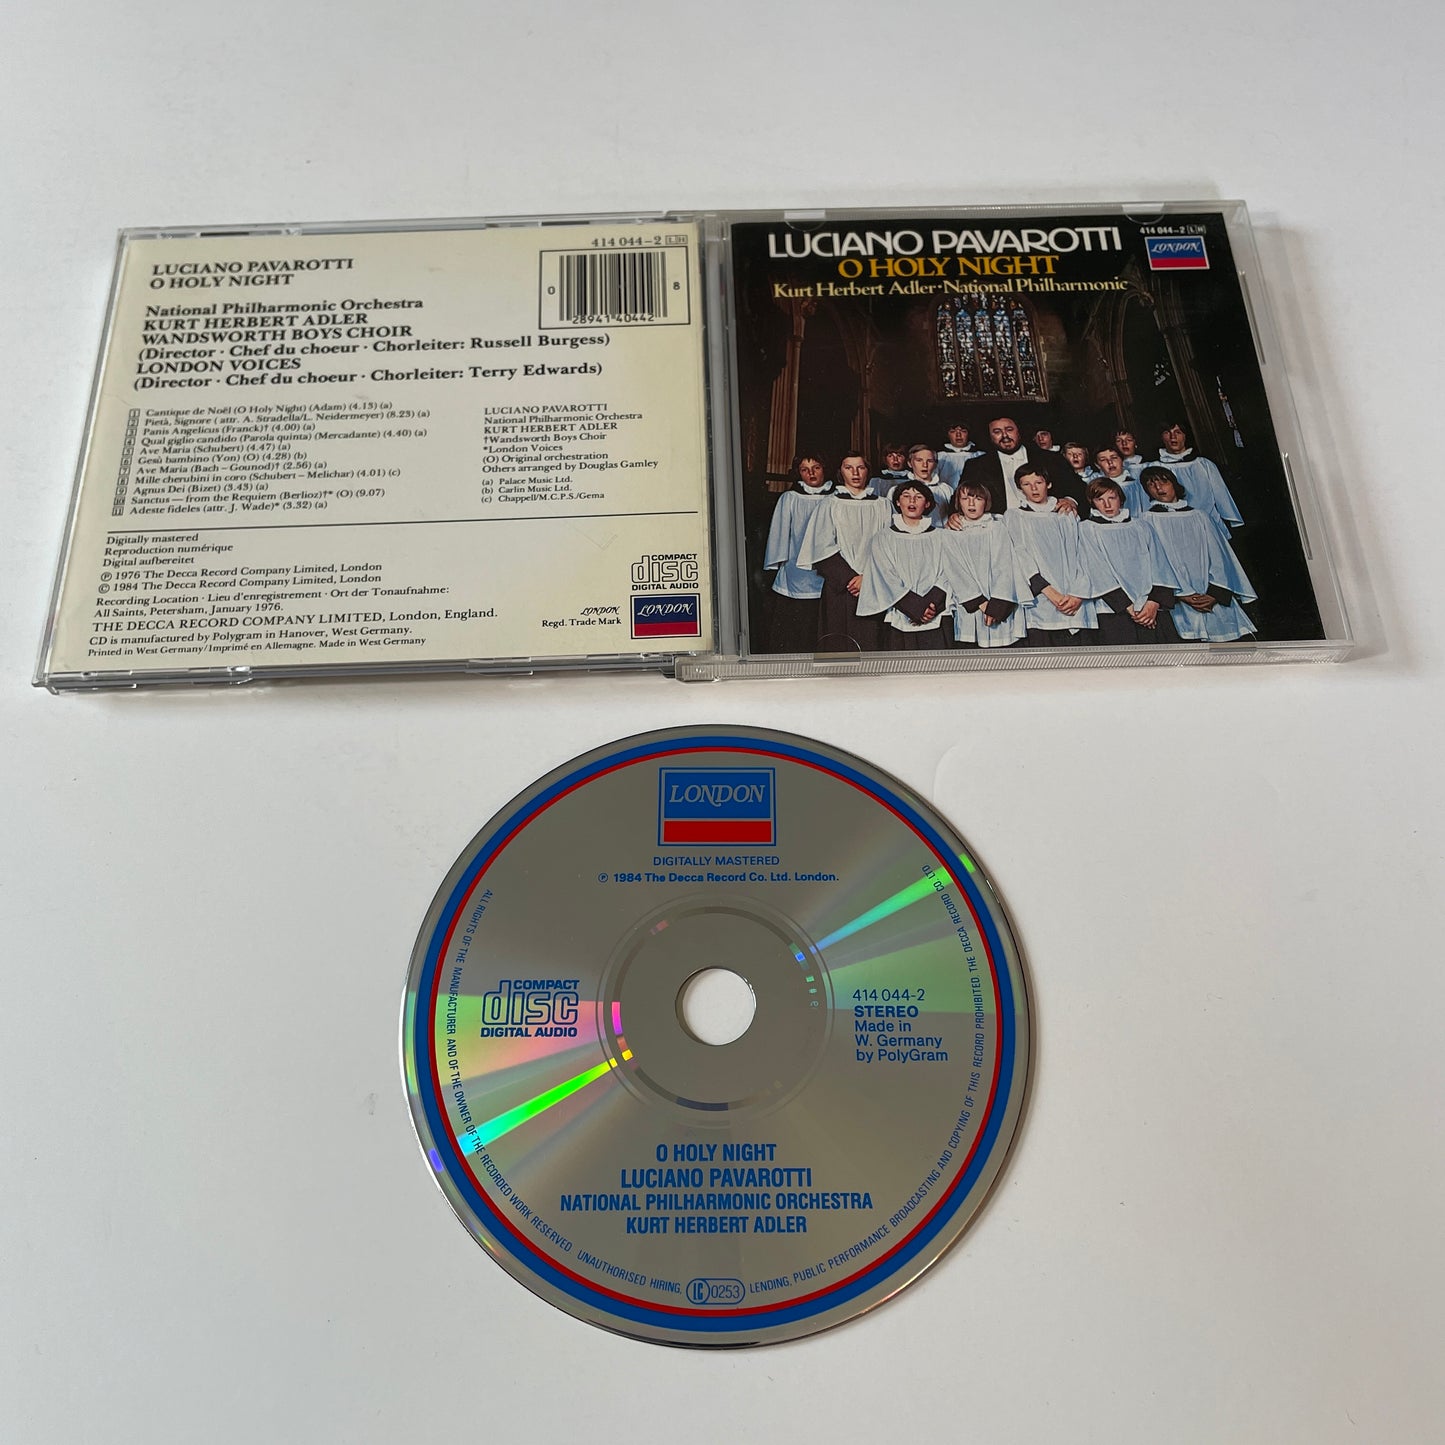 414 044-2 LH
LUCIANO PAVAROTTI
O HOLY NIGHT
0 28941 40442 8
National Philharmonic Orchestra
KURT HERBERT ADLER
WANDSWORTH BOYS CHOIR
(Director · Chef du choeur · Chorleiter: Russell Burgess)
LONDON VOICES
(Director · Chef du choeur · Chorleiter: Terry Edwards)
1 Cantique de Noël (O Holy Night) (Adam) (4.13) (a)
2 Pietà, Signore ( attr. A. Stradella/L. Neidermeyer) (8.23) (a)
3 Panis Angelicus (Franck)† (4.00) (a)
4 Qual giglio candido (Parola quinta) (Mercadante) (4.40) (a)
5 Ave Maria (Schubert) (4.47) (a)
6 Gesù bambino (Yon) (O) (4.28) (b)
7 Ave Maria (Bach – Gounod)† (2.56) (a)
8 Mille cherubini in coro (Schubert – Melichar) (4.01) (c)
9 Agnus Dei (Bizet) (3.43) (a)
10 Sanctus — from the Requiem (Berlioz)†* (O) (9.07)
11 Adeste fideles (attr. J. Wade)* (3.32) (a)
LUCIANO PAVAROTTI
National Philharmonic Orchestra
KURT HERBERT ADLER
†Wandsworth Boys Choir
*London Voices
(O) Original orchestration
Others arranged by Douglas Gamley
(a) Palace Music Ltd.
(b) Carlin Music Ltd.
(c) Chappell/M.C.P.S./Gema
Digitally mastered
Reproduction numérique
Digital aufbereitet
℗ 1976 The Decca Record Company Limited, London
© 1984 The Decca Record Company Limited, London
Recording Location · Lieu d'enregistrement · Ort der Tonaufnahme:
All Saints, Petersham, January 1976.
THE DECCA RECORD COMPANY LIMITED, London, England.
CD is manufactured by Polygram in Hanover, West Germany.
Printed in West Germany/Imprimé en Allemagne. Made in West Germany
COMPACT
disc
DIGITAL AUDIO
LONDON
Regd. Trade Mark
LONDON
LUCIANO PAVAROTTI
O HOLY NIGHT
Kurt Herbert Adler · National Philharmonic
414 044-2 LH
LONDON
LONDON
DIGITALLY MASTERED
℗ 1984 The Decca Record Co. Ltd. London.
COMPACT
disc
DIGITAL AUDIO
414 044-2
STEREO
Made in
W. Germany
by PolyGram
O HOLY NIGHT
LUCIANO PAVAROTTI
NATIONAL PHILHARMONIC ORCHESTRA
KURT HERBERT ADLER
ALL RIGHTS OF THE MANUFACTURER AND OF THE OWNER OF THE RECORDED WORK RESERVED UNAUTHORISED HIRING, LC 0253 LENDING, PUBLIC PERFORMANCE BROADCASTING AND COPYING OF THIS RECORD PROHIBITED. THE DECCA RECORD CO. LTD